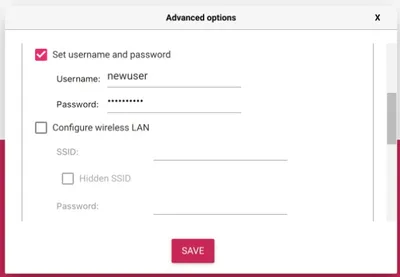 Advanced options
X
Set username and password
Username: newuser
Password: ••••••••••
Configure wireless LAN
SSID:
Hidden SSID
Password:
SAVE